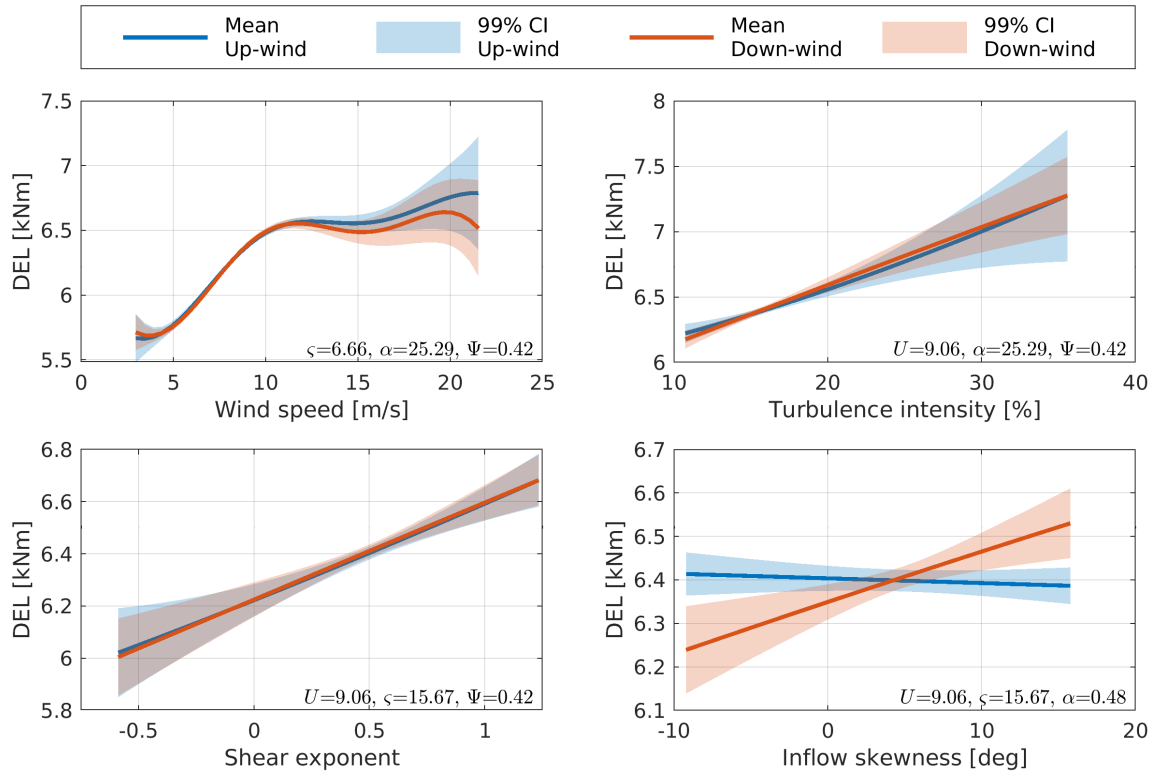 Mean
Up-wind
99% CI
Up-wind
Mean
Down-wind
99% CI
Down-wind
DEL [kNm]
7.5
7
6.5
6
5.5
0 5 10 15 20 25
ς=6.66, α=25.29, Ψ=0.42
Wind speed [m/s]
DEL [kNm]
8
7.5
7
6.5
6
10 20 30 40
U=9.06, α=25.29, Ψ=0.42
Turbulence intensity [%]
DEL [kNm]
6.8
6.6
6.4
6.2
6
5.8
-0.5 0 0.5 1
U=9.06, ς=15.67, Ψ=0.42
Shear exponent
DEL [kNm]
6.7
6.6
6.5
6.4
6.3
6.2
6.1
-10 0 10 20
U=9.06, ς=15.67, α=0.48
Inflow skewness [deg]